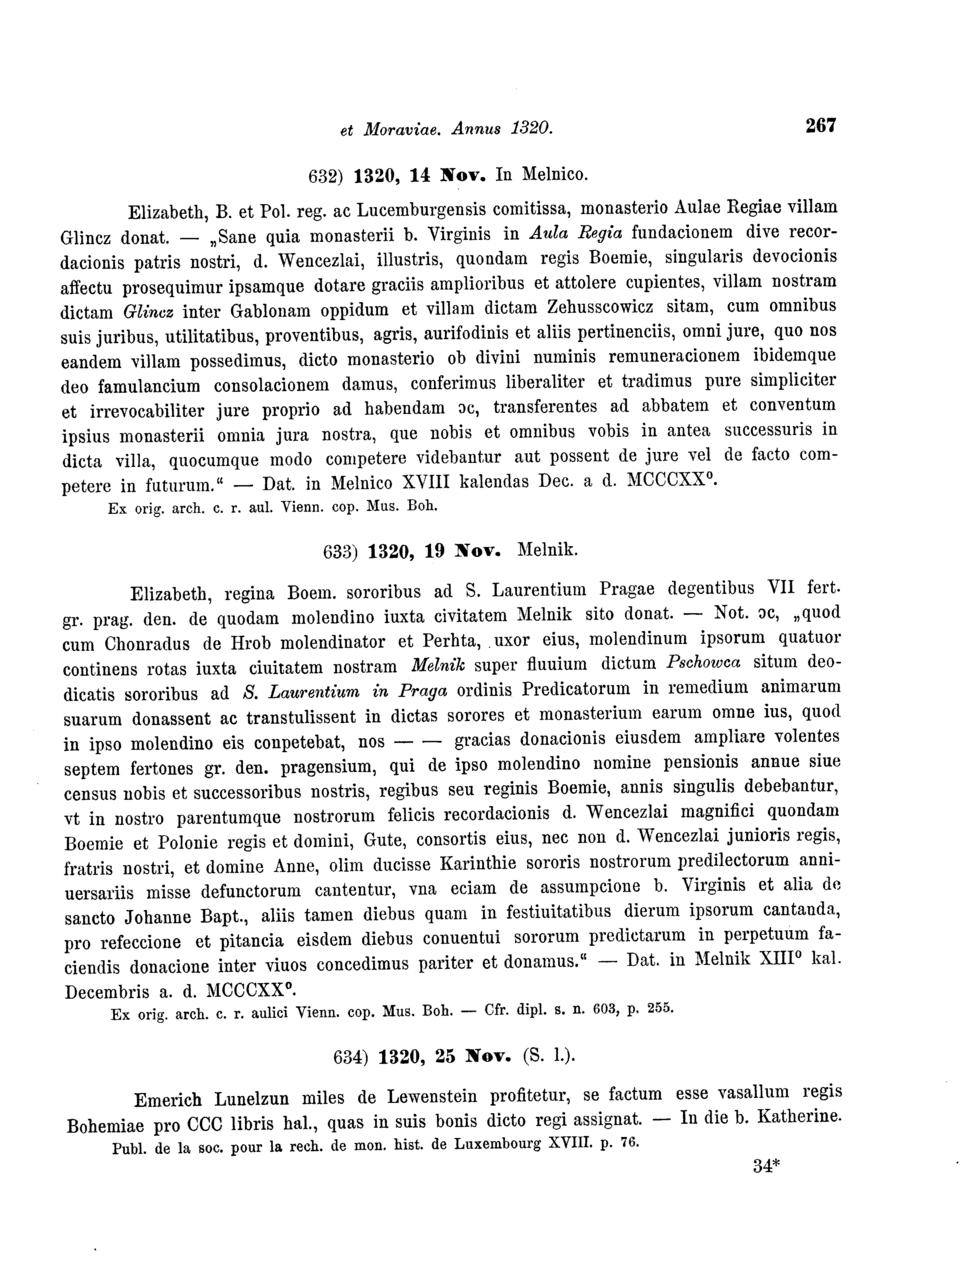 et Moraviae. Annus 1320. 267
632) 1320, 14 Nov. In Melnico.
Elizabeth, B. et Pol. reg. ac Lucemburgensis comitissa, monasterio Aulae Regiae villam
Glincz donat. — „Sane quia monasterii b. Virginis in Aula Regia fundacionem dive recor-
dacionis patris nostri, d. Wencezlai, illustris, quondam regis Boemie, singularis devocionis
affectu prosequimur ipsamque dotare graciis amplioribus et attolere cupientes, villam nostram
dictam Glincz inter Gablonam oppidum et villam dictam Zehusscowicz sitam, cum omnibus
suis juribus, utilitatibus, proventibus, agris, aurifodinis et aliis pertinenciis, omni jure, quo nos
eandem villam possedimus, dicto monasterio ob divini numinis remuneracionem ibidemque
deo famulancium consolacionem damus, conferimus liberaliter et tradimus pure simpliciter
et irrevocabiliter jure proprio ad habendam ɔc, transferentes ad abbatem et conventum
ipsius monasterii omnia jura nostra, que nobis et omnibus vobis in antea successuris in
dicta villa, quocumque modo competere videbantur aut possent de jure vel de facto com-
petere in futurum.“ — Dat. in Melnico XVIII kalendas Dec. a d. MCCCXX⁰.
Ex orig. arch. c. r. aul. Vienn. cop. Mus. Boh.
633) 1320, 19 Nov. Melnik.
Elizabeth, regina Boem. sororibus ad S. Laurentium Pragae degentibus VII fert.
gr. prag. den. de quodam molendino iuxta civitatem Melnik sito donat. — Not. ɔc, „quod
cum Chonradus de Hrob molendinator et Perhta, uxor eius, molendinum ipsorum quatuor
continens rotas iuxta ciuitatem nostram Melnik super fluuium dictum Pschowca situm deo-
dicatis sororibus ad S. Laurentium in Praga ordinis Predicatorum in remedium animarum
suarum donassent ac transtulissent in dictas sorores et monasterium earum omne ius, quod
in ipso molendino eis conpetebat, nos — — gracias donacionis eiusdem ampliare volentes
septem fertones gr. den. pragensium, qui de ipso molendino nomine pensionis annue siue
census nobis et successoribus nostris, regibus seu reginis Boemie, annis singulis debebantur,
vt in nostro parentumque nostrorum felicis recordacionis d. Wencezlai magnifici quondam
Boemie et Polonie regis et domini, Gute, consortis eius, nec non d. Wencezlai junioris regis,
fratris nostri, et domine Anne, olim ducisse Karinthie sororis nostrorum predilectorum anni-
uersariis misse defunctorum cantentur, vna eciam de assumpcione b. Virginis et alia de
sancto Johanne Bapt., aliis tamen diebus quam in festiuitatibus dierum ipsorum cantanda,
pro refeccione et pitancia eisdem diebus conuentui sororum predictarum in perpetuum fa-
ciendis donacione inter viuos concedimus pariter et donamus.“ — Dat. in Melnik XIII⁰ kal.
Decembris a. d. MCCCXX⁰.
Ex orig. arch. c. r. aulici Vienn. cop. Mus. Boh. — Cfr. dipl. s. n. 603, p. 255.
634) 1320, 25 Nov. (S. l.).
Emerich Lunelzun miles de Lewenstein profitetur, se factum esse vasallum regis
Bohemiae pro CCC libris hal., quas in suis bonis dicto regi assignat. — In die b. Katherine.
Publ. de la soc. pour la rech. de mon. hist. de Luxembourg XVIII. p. 76.
34*